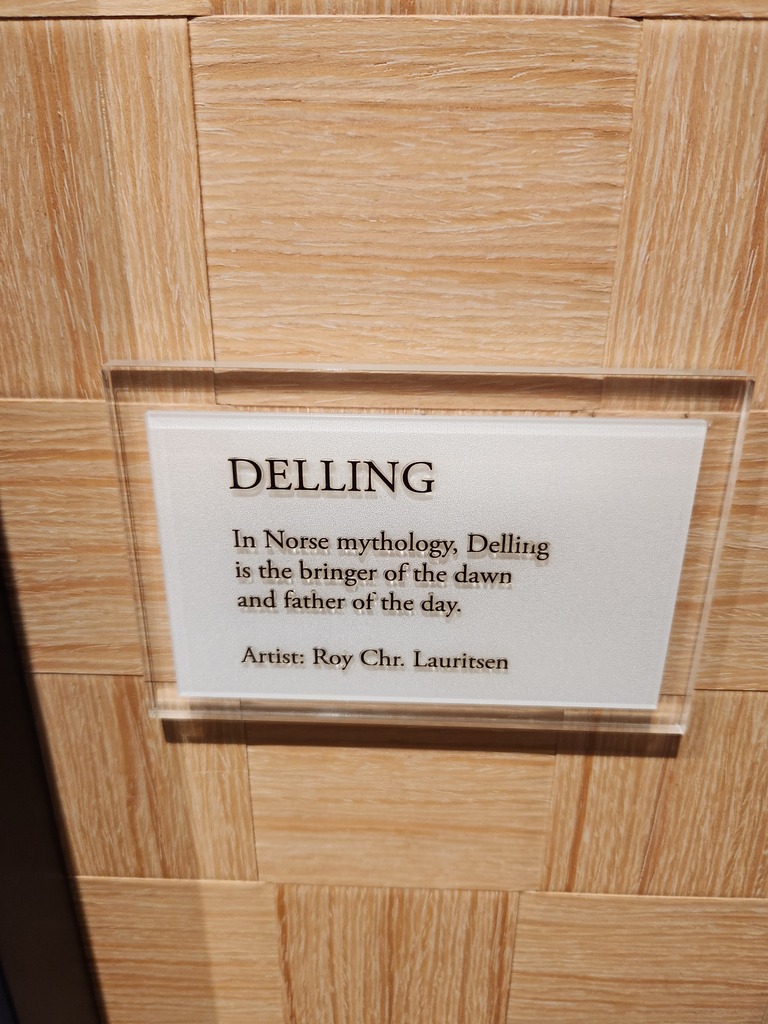 DELLING
In Norse mythology, Delling
is the bringer of the dawn
and father of the day.
Artist: Roy Chr. Lauritsen